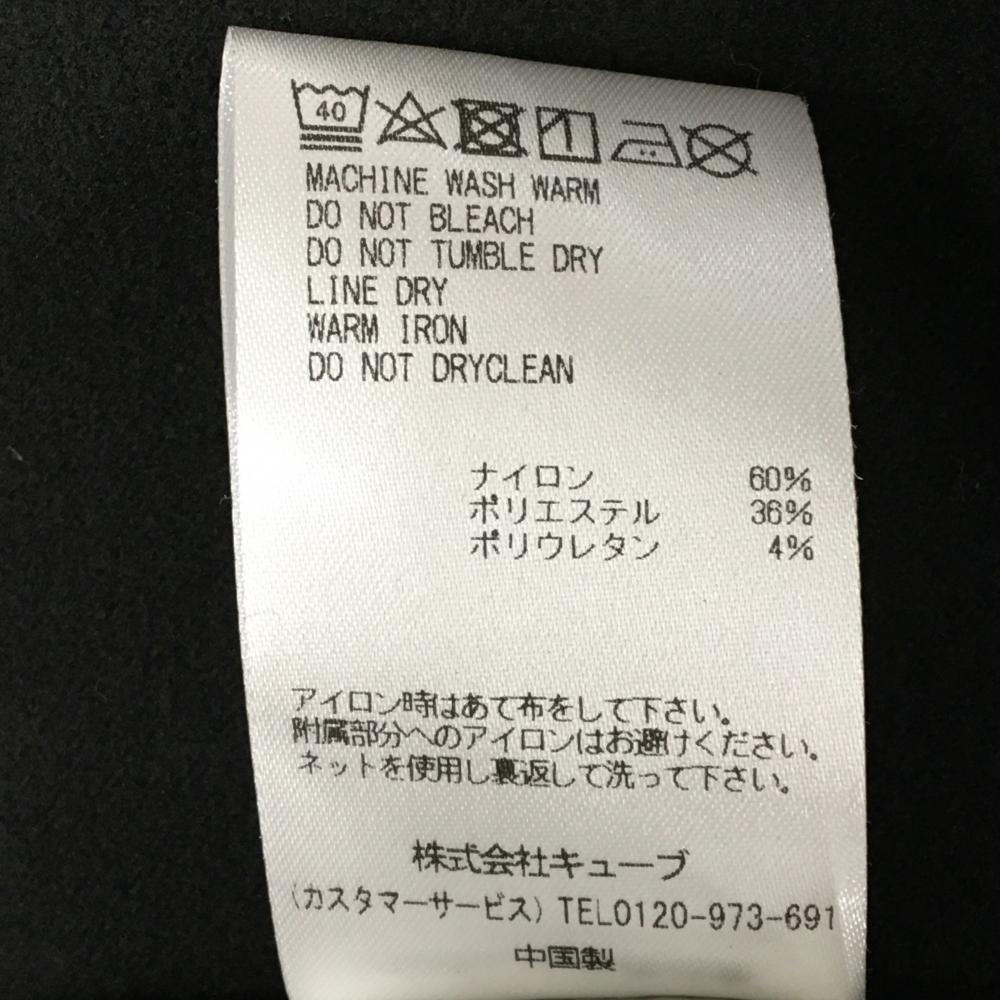 40
MACHINE WASH WARM
DO NOT BLEACH
DO NOT TUMBLE DRY
LINE DRY
WARM IRON
DO NOT DRYCLEAN
ナイロン 60%
ポリエステル 36%
ポリウレタン 4%
アイロン時はあて布をして下さい。
附属部分へのアイロンはお避けください。
ネットを使用し裏返して洗って下さい。
株式会社キューブ
(カスタマーサービス) TEL0120-973-691
中国製